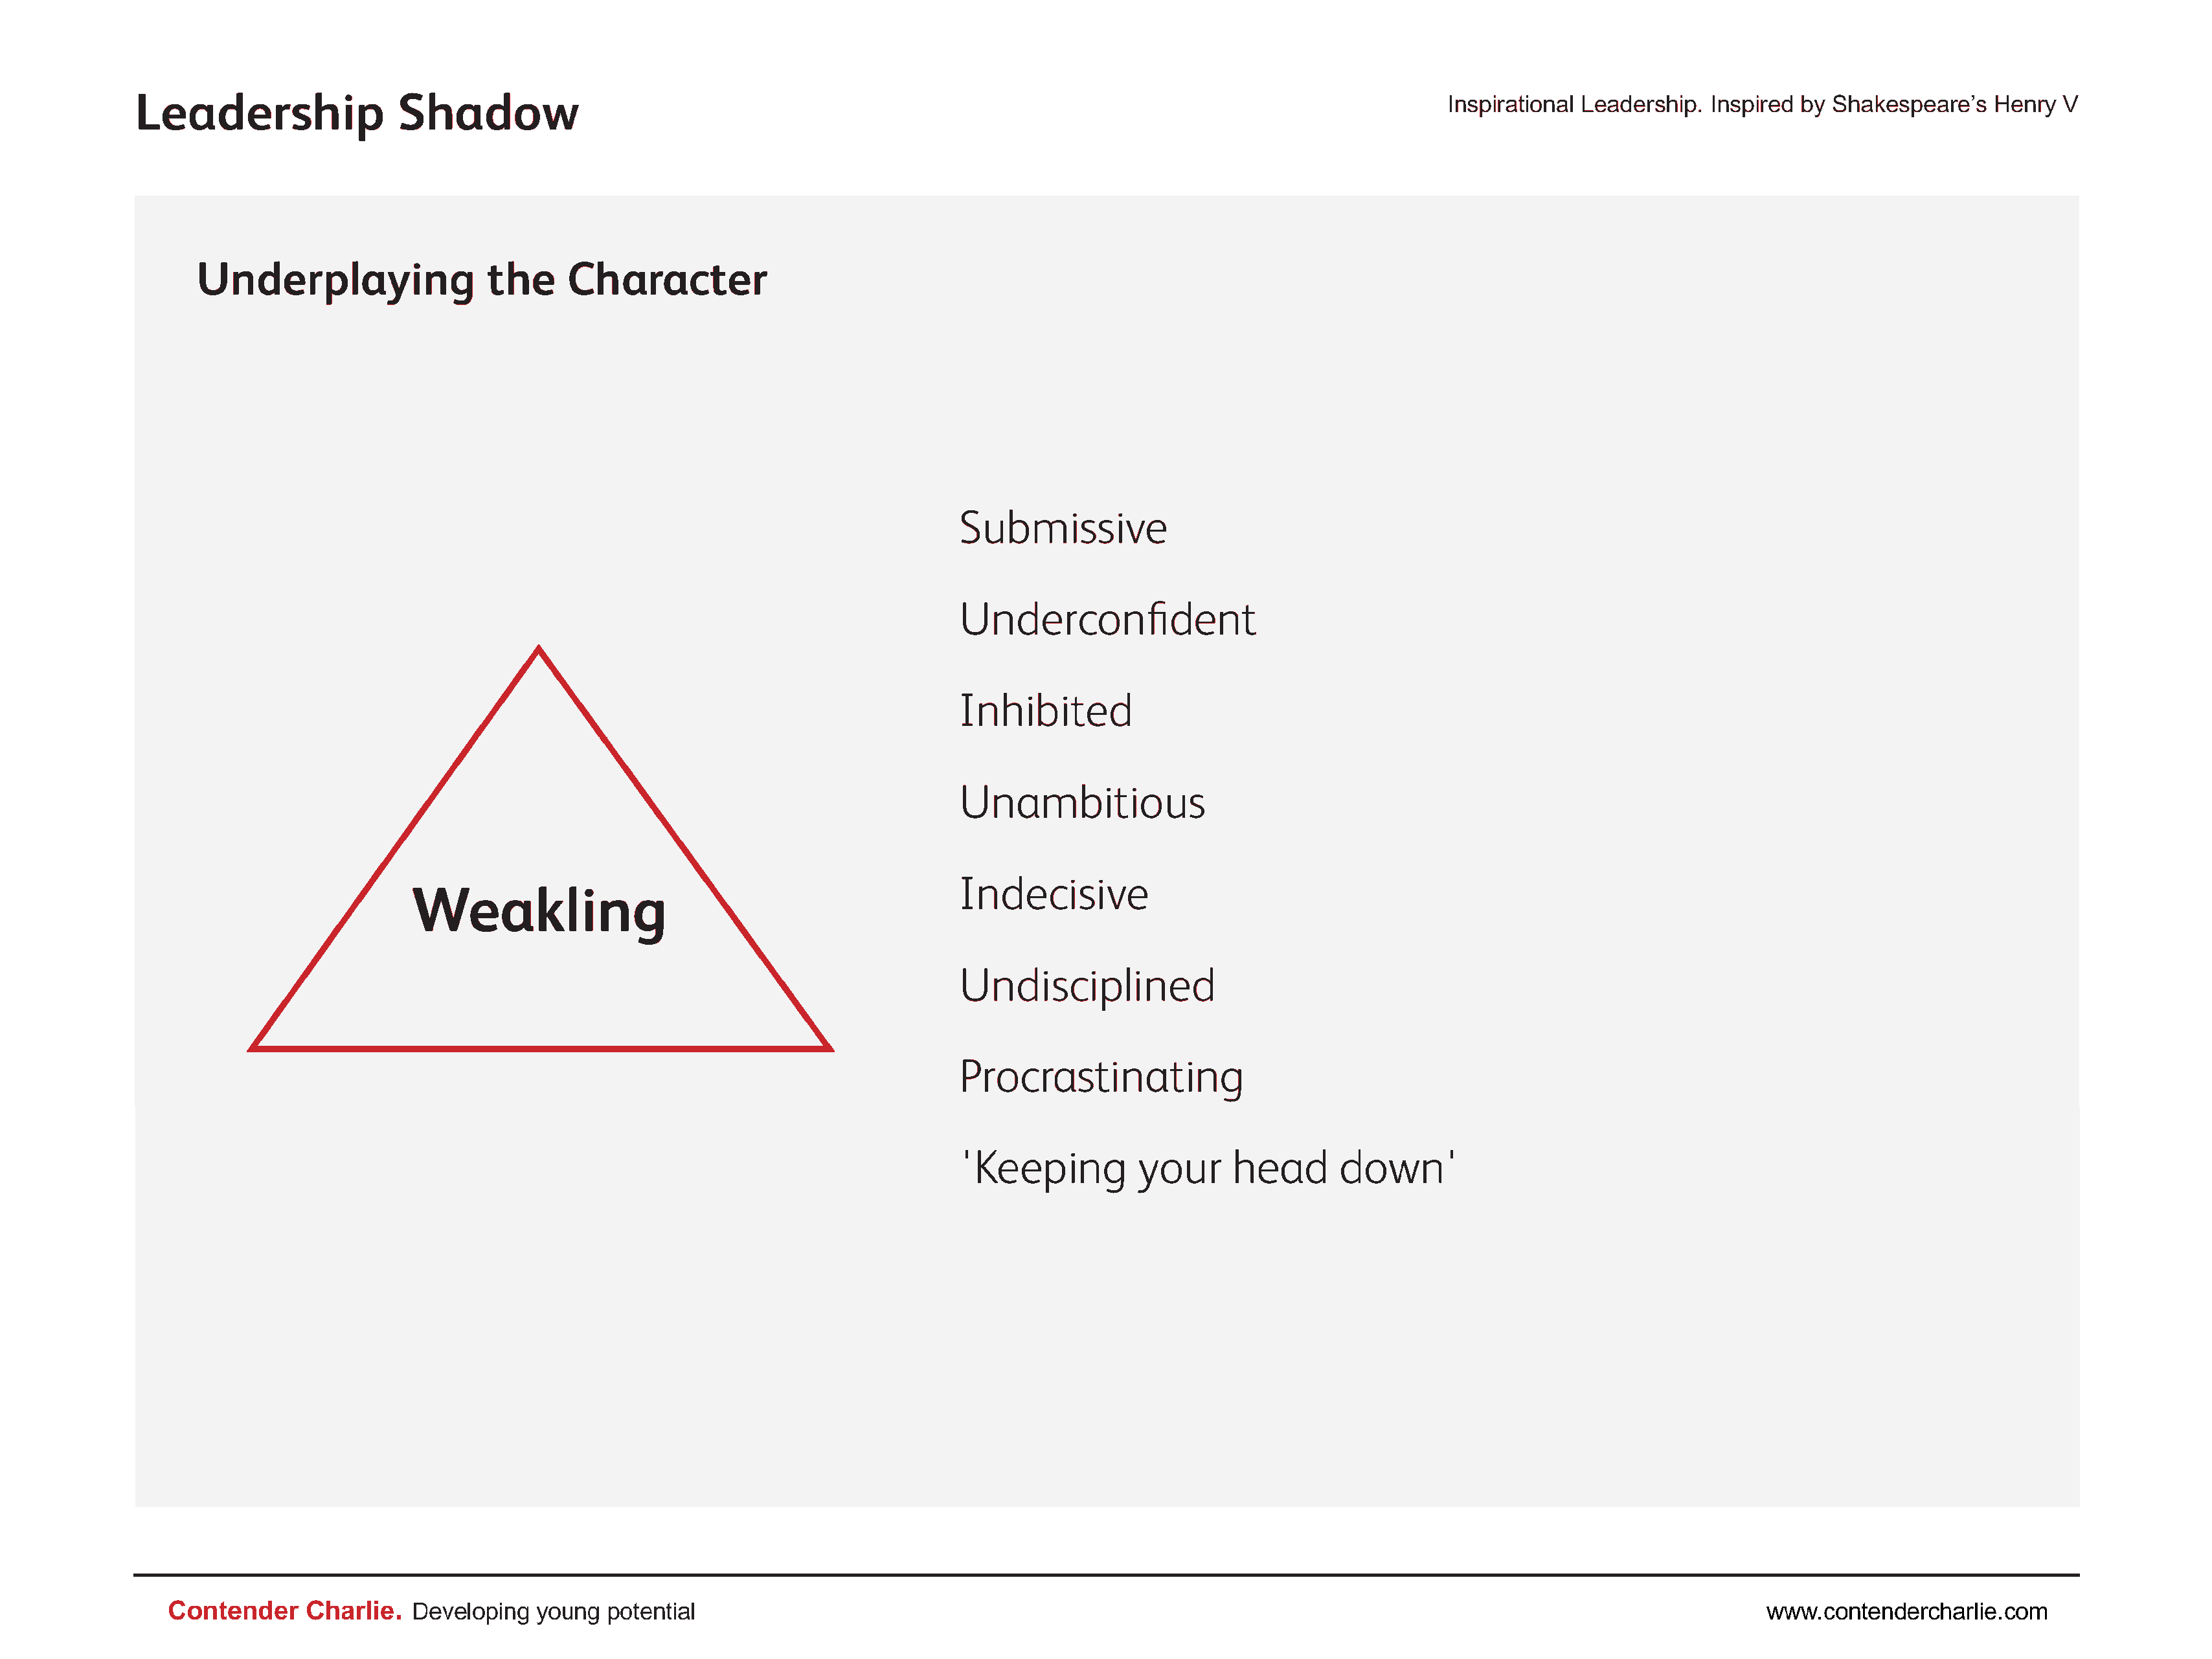 Leadership Shadow
Inspirational Leadership. Inspired by Shakespeare’s Henry V
Underplaying the Character
Weakling
Submissive
Underconfident
Inhibited
Unambitious
Indecisive
Undisciplined
Procrastinating
'Keeping your head down'
Contender Charlie. Developing young potential
www.contendercharlie.com